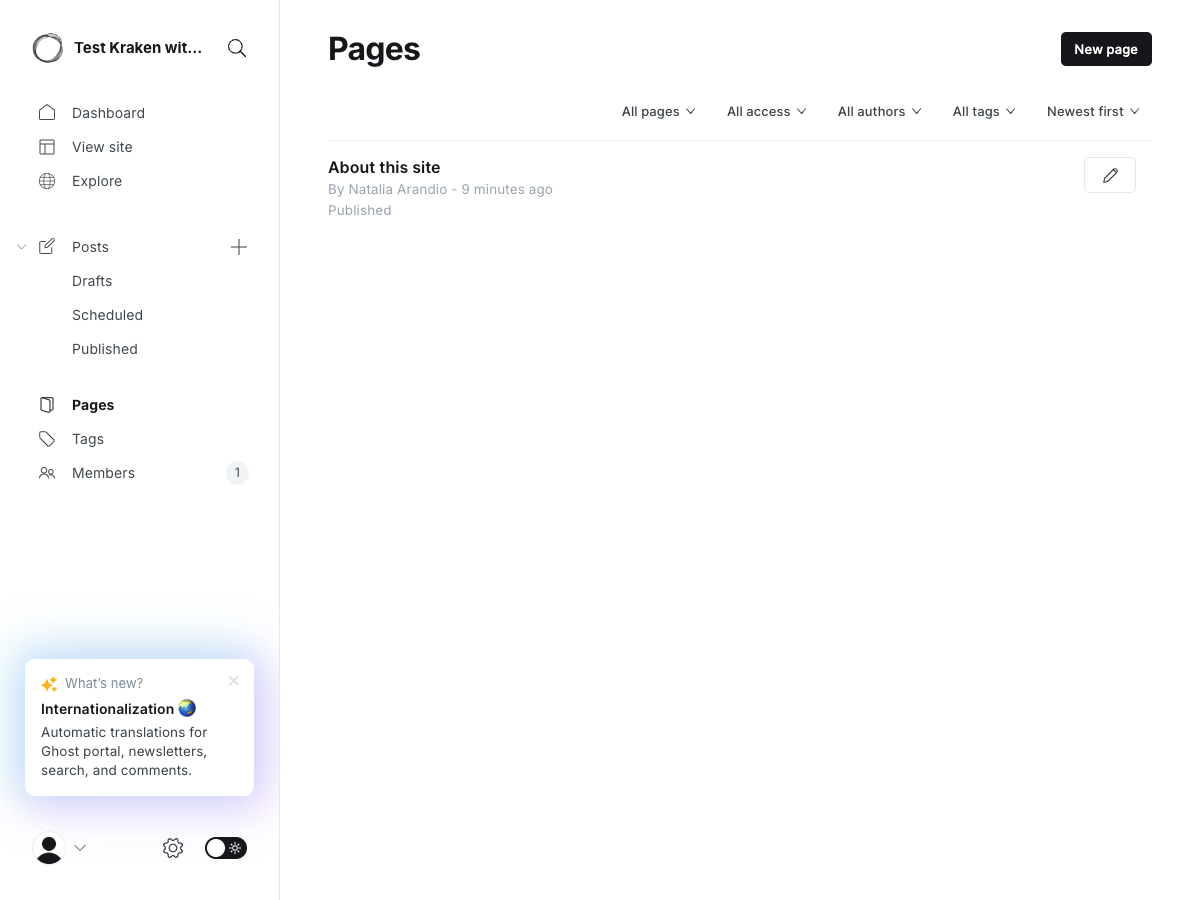 Test Kraken wit...
Dashboard
View site
Explore
Posts
Drafts
Scheduled
Published
Pages
Tags
Members
1
What's new?
Internationalization
Automatic translations for
Ghost portal, newsletters,
search, and comments.
Pages
New page
All pages
All access
All authors
All tags
Newest first
About this site
By Natalia Arandio - 9 minutes ago
Published